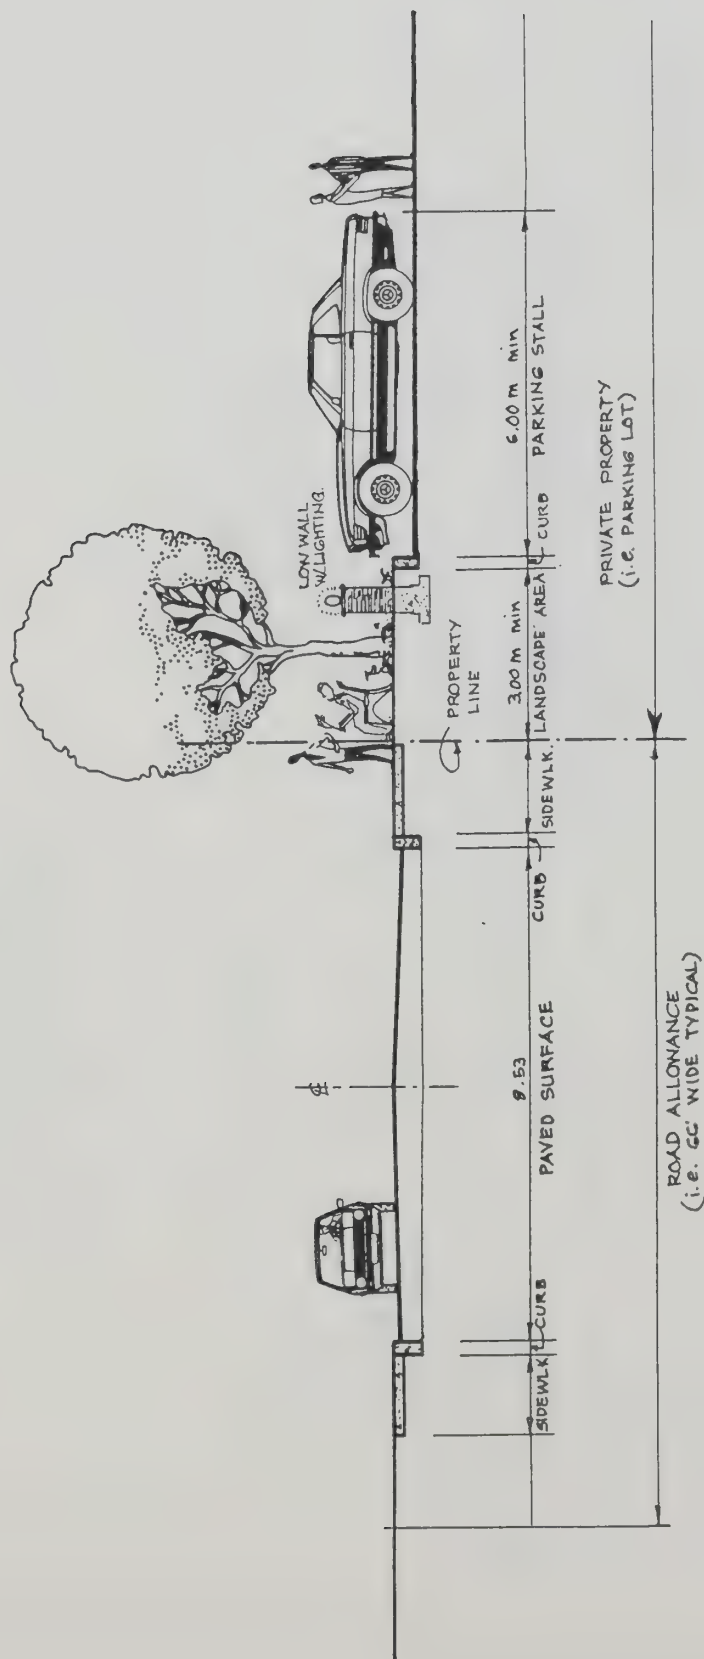 LOW WALL
W. LIGHTING.
PROPERTY
LINE
SIDEWLK
CURB
8.53
PAVED SURFACE
CURB
SIDEWLK.
3.00 m min
LANDSCAPE AREA
CURB
6.00 m min
PARKING STALL
ROAD ALLOWANCE
WIDE TYPICAL)
PRIVATE PROPERTY
(i.e. PARKING LOT)